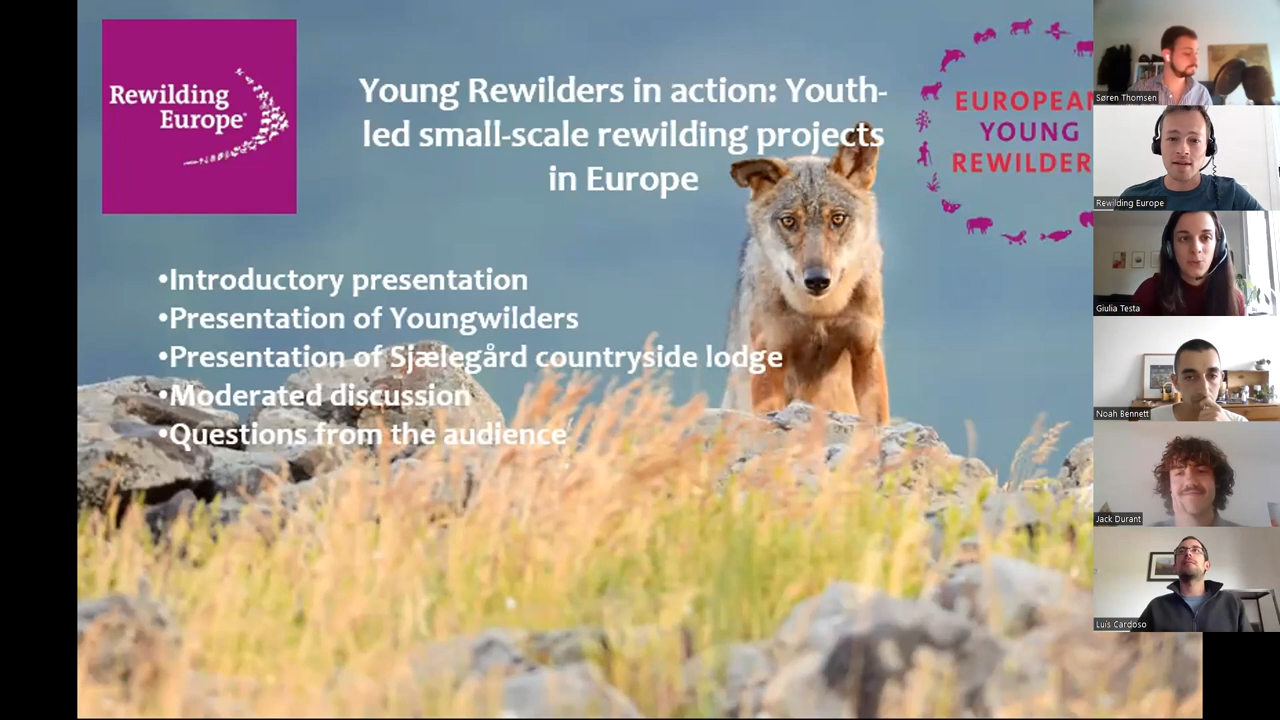 Rewilding
Europe
Young Rewilders in action: Youth-
led small-scale rewilding projects
in Europe
EUROPEAN
YOUNG
REWILDER
•Introductory presentation
•Presentation of Youngwilders
•Presentation of Sjælegård countryside lodge
•Moderated discussion
•Questions from the audience
Søren Thomsen
Rewilding Europe
Giulia Testa
Noah Bennett
Jack Durant
Luís Cardoso